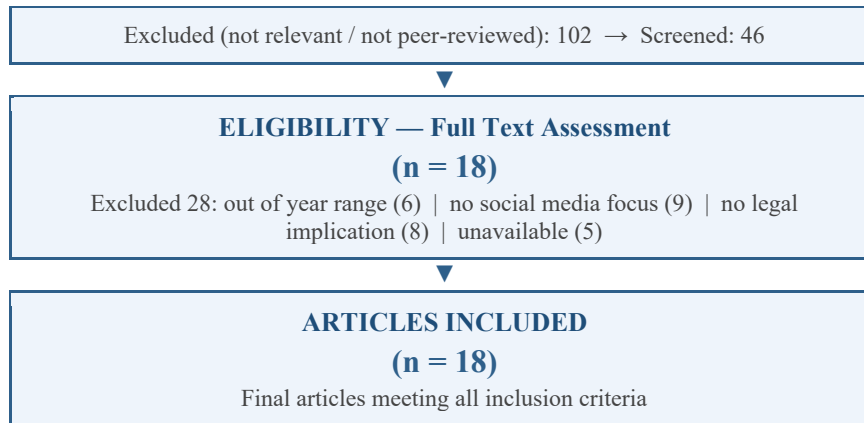 Excluded (not relevant / not peer-reviewed): 102 → Screened: 46
ELIGIBILITY — Full Text Assessment
(n = 18)
Excluded 28: out of year range (6) | no social media focus (9) | no legal
implication (8) | unavailable (5)
ARTICLES INCLUDED
(n = 18)
Final articles meeting all inclusion criteria